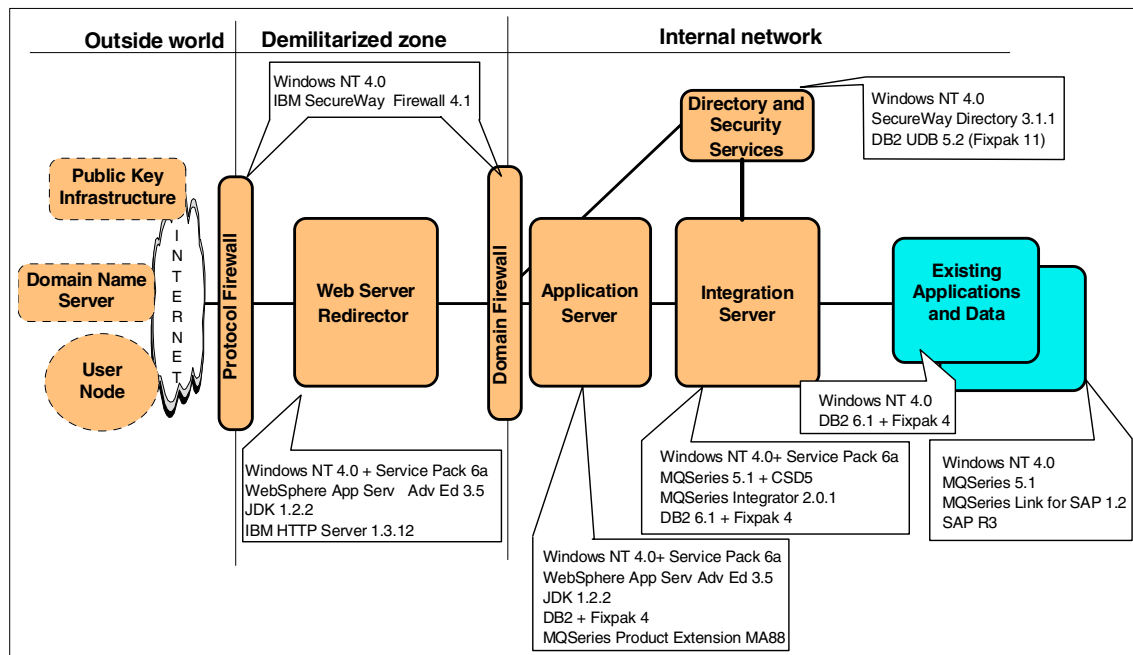 Outside world
Demilitarized zone
Internal network
Windows NT 4.0
IBM SecureWay Firewall 4.1
Directory and
Security
Services
Windows NT 4.0
SecureWay Directory 3.1.1
DB2 UDB 5.2 (Fixpak 11)
Public Key
Infrastructure
Domain Name
Server
User
Node
INTERNET
Protocol Firewall
Web Server
Redirector
Domain Firewall
Application
Server
Integration
Server
Existing
Applications
and Data
Windows NT 4.0
DB2 6.1 + Fixpak 4
Windows NT 4.0 + Service Pack 6a
WebSphere App Serv Adv Ed 3.5
JDK 1.2.2
IBM HTTP Server 1.3.12
Windows NT 4.0+ Service Pack 6a
MQSeries 5.1 + CSD5
MQSeries Integrator 2.0.1
DB2 6.1 + Fixpak 4
Windows NT 4.0
MQSeries 5.1
MQSeries Link for SAP 1.2
SAP R3
Windows NT 4.0+ Service Pack 6a
WebSphere App Serv Adv Ed 3.5
JDK 1.2.2
DB2 + Fixpak 4
MQSeries Product Extension MA88